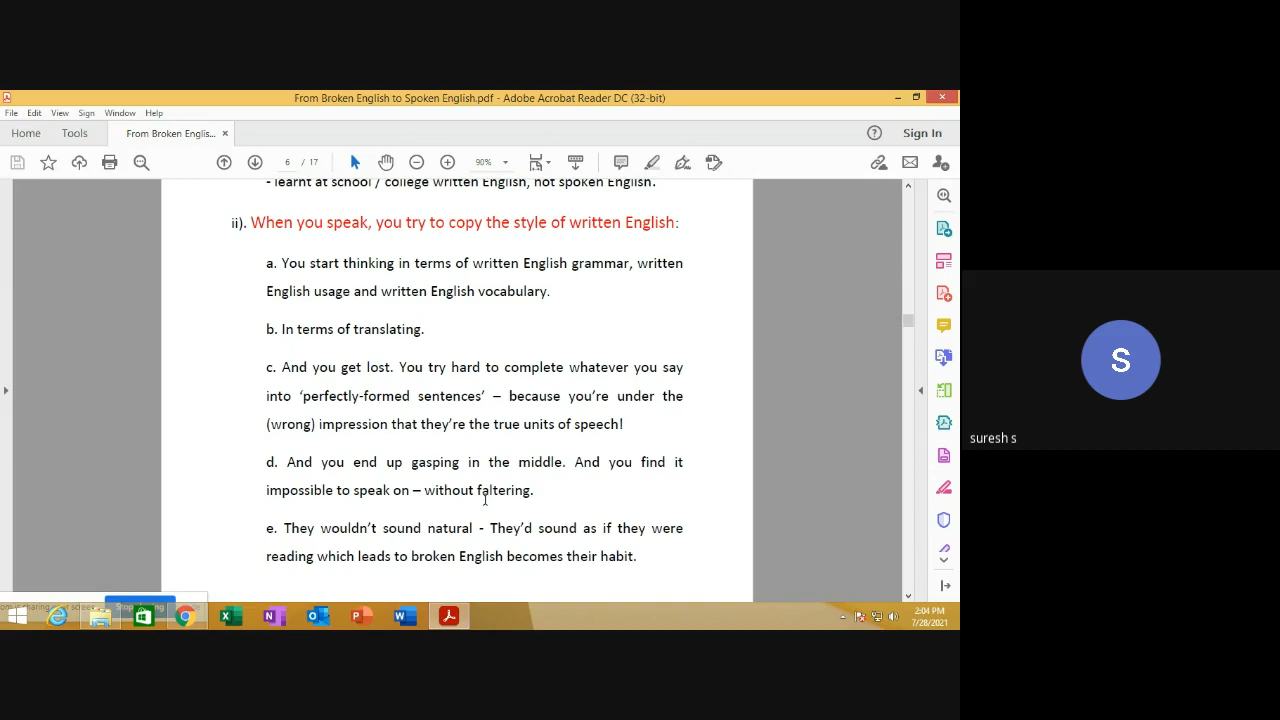 From Broken English to Spoken English.pdf - Adobe Acrobat Reader DC (32-bit)
File Edit View Sign Window Help
Home Tools From Broken Englis... × Sign In
6 / 17 90%
- learnt at school / college written English, not spoken English.
ii). When you speak, you try to copy the style of written English:
a. You start thinking in terms of written English grammar, written
English usage and written English vocabulary.
b. In terms of translating.
c. And you get lost. You try hard to complete whatever you say
into ‘perfectly-formed sentences’ – because you’re under the
(wrong) impression that they’re the true units of speech!
d. And you end up gasping in the middle. And you find it
impossible to speak on – without faltering.
e. They wouldn’t sound natural - They’d sound as if they were
reading which leads to broken English becomes their habit.
S
suresh s
2:04 PM
7/28/2021